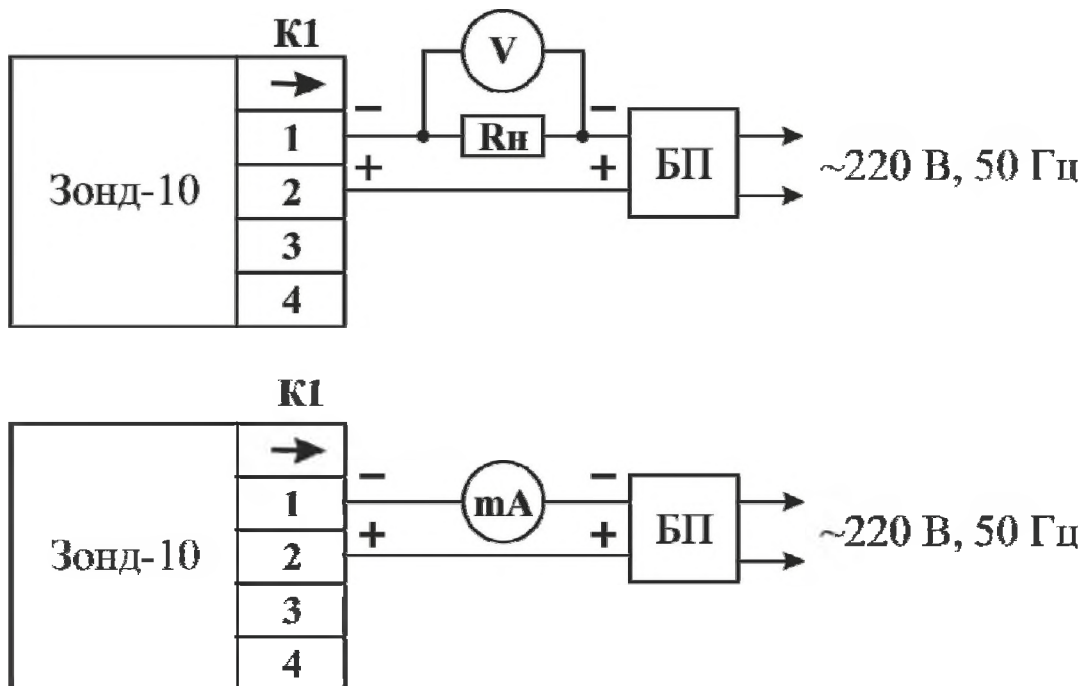 К1
V
− −
1 Rн
+ + БП ~220 В, 50 Гц
Зонд-10 2
3
4
К1
− −
1 mA
+ + БП ~220 В, 50 Гц
Зонд-10 2
3
4